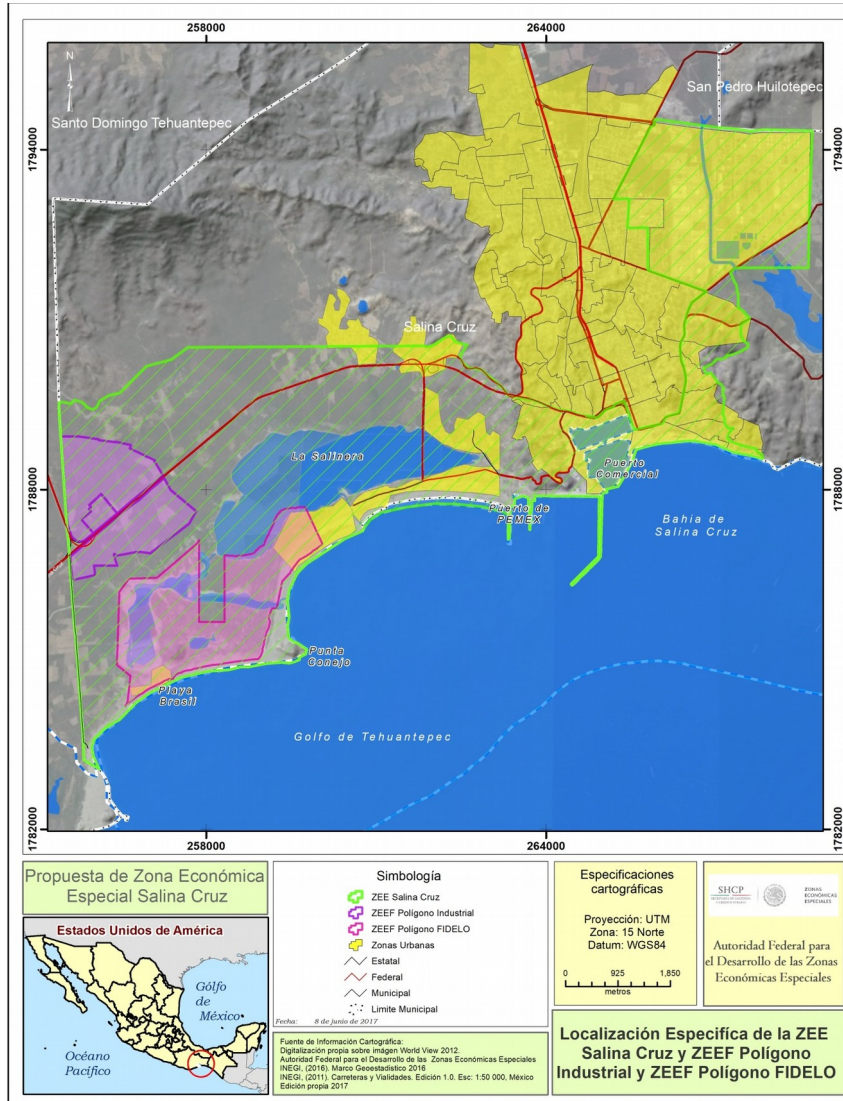 258000
264000
N
San Pedro Huilotepec
Santo Domingo Tehuantepec
1794000
1794000
Salina Cruz
La Salinera
Puerto
Comercial
1788000
1788000
Puerto de
PEMEX
Bahia de
Salina Cruz
Punta
Conejo
Playa
Brasil
Golfo de Tehuantepec
1782000
1782000
258000
264000
Propuesta de Zona Económica
Especial Salina Cruz
Estados Unidos de América
Gólfo
de
México
Océano
Pacífico
Simbología
ZEE Salina Cruz
ZEEF Polígono Industrial
ZEEF Polígono FIDELO
Zonas Urbanas
Estatal
Federal
Municipal
Limite Municipal
Fecha: 8 de junio de 2017
Fuente de Información Cartográfica:
Digitalización propia sobre imágen World View 2012.
Autoridad Federal para el Desarrollo de las Zonas Económicas Especiales
INEGI, (2016). Marco Geoestadistico 2016
INEGI, (2011). Carreteras y Vialidades. Edición 1.0. Esc: 1:50 000, México
Edición propia 2017
Especificaciones
cartográficas
Proyección: UTM
Zona: 15 Norte
Datum: WGS84
0 925 1,850
metros
SHCP
ZONAS
ECONÓMICAS
ESPECIALES
Autoridad Federal para
el Desarrollo de las Zonas
Económicas Especiales
Localización Especifíca de la ZEE
Salina Cruz y ZEEF Polígono
Industrial y ZEEF Polígono FIDELO